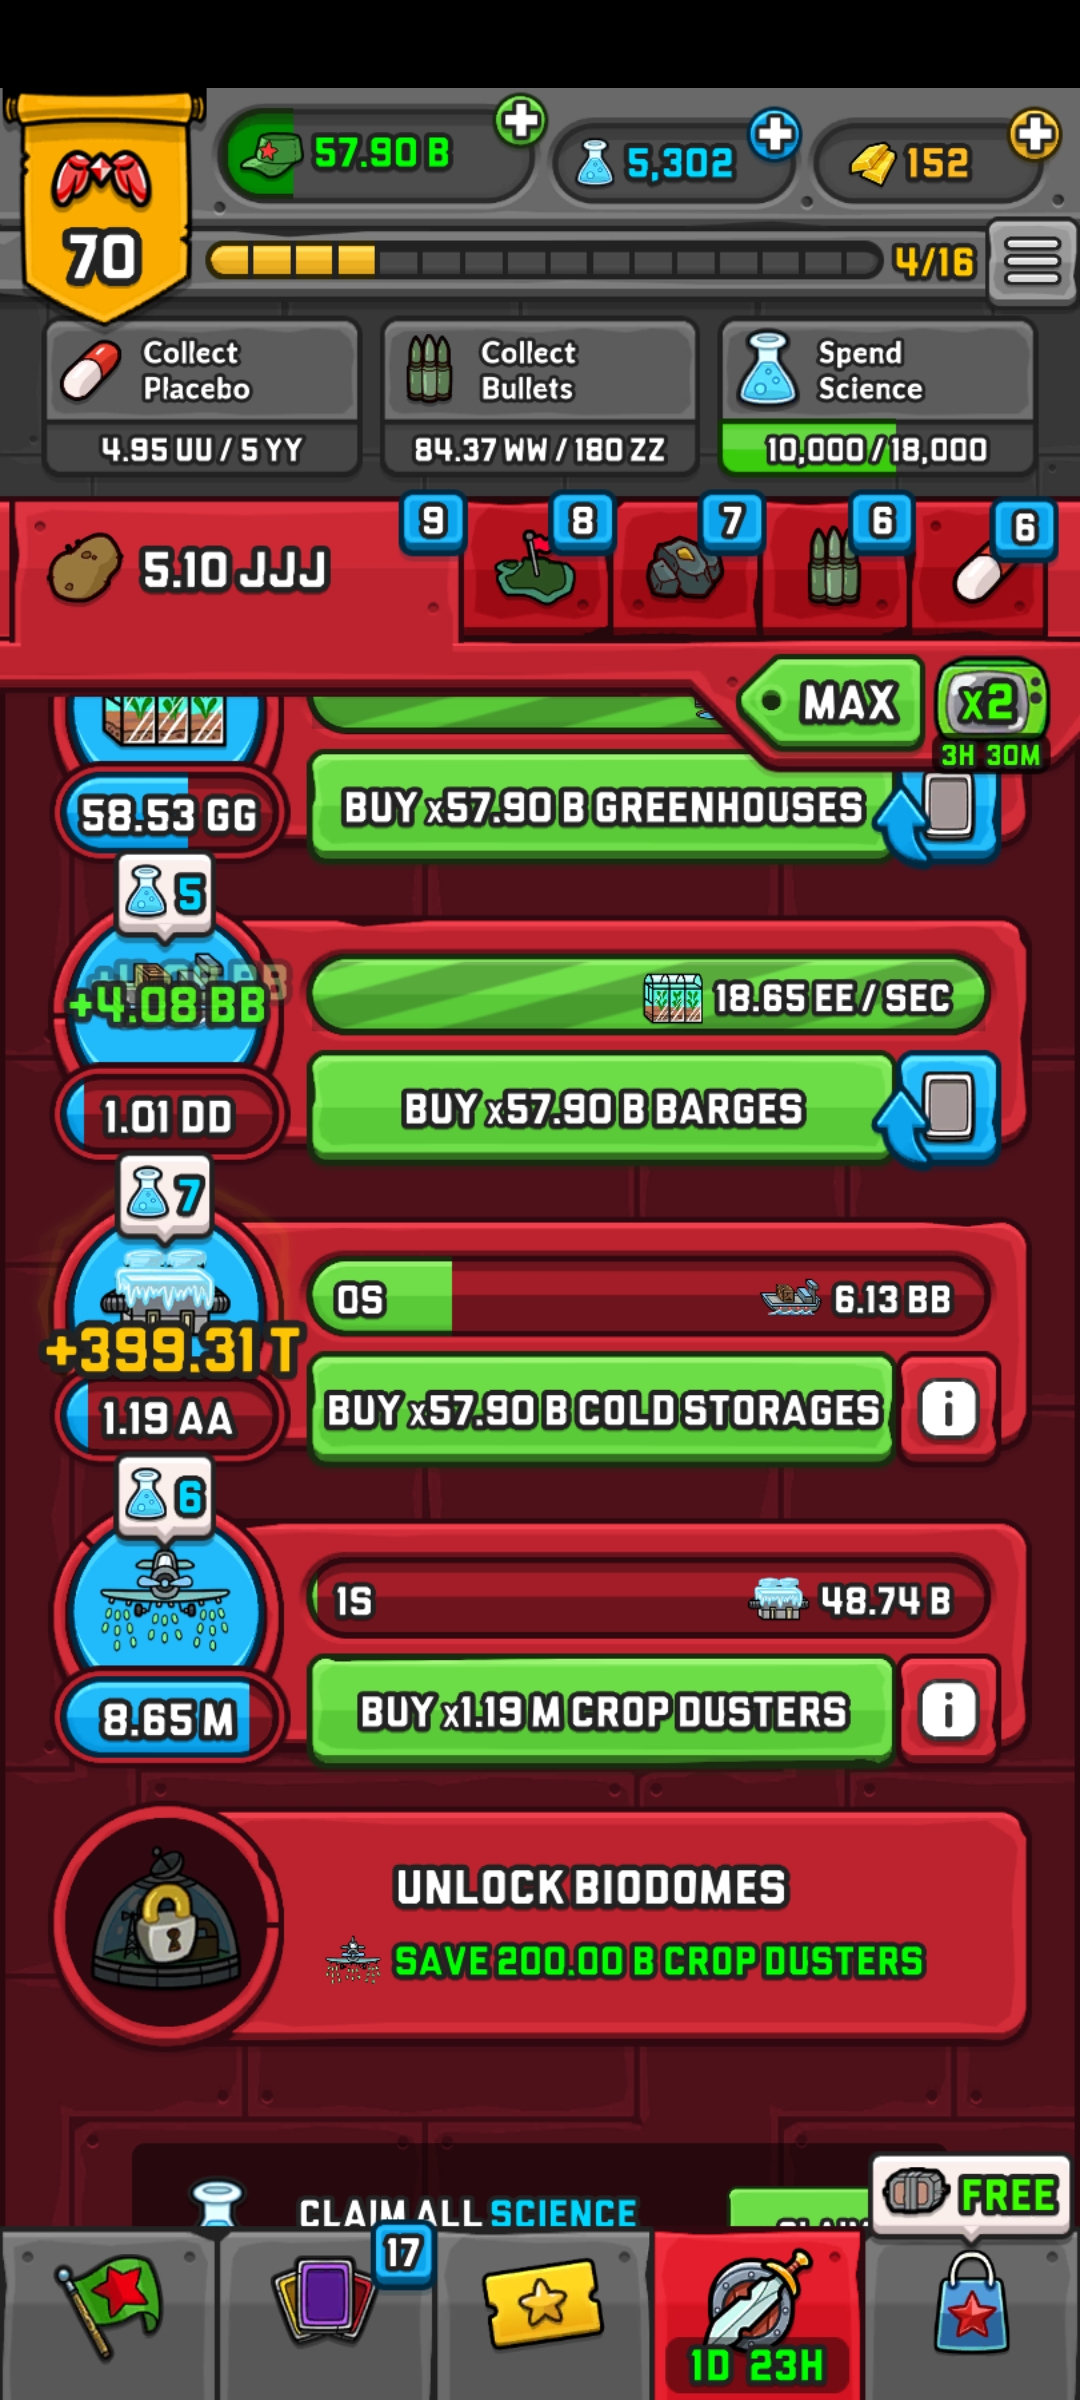 57.90 B
5,302
152
70
4/16
Collect
Placebo
4.95 UU / 5 YY
Collect
Bullets
84.37 WW / 180 ZZ
Spend
Science
10,000 / 18,000
5.10 JJJ
9
8
7
6
6
MAX
x2
3H 30M
58.53 GG
BUY x57.90 B GREENHOUSES
5
+4.08 BB
18.65 EE / SEC
1.01 DD
BUY x57.90 B BARGES
7
0S
6.13 BB
+399.31 T
1.19 AA
BUY x57.90 B COLD STORAGES
i
6
1S
48.74 B
8.65 M
BUY x1.19 M CROP DUSTERS
i
UNLOCK BIODOMES
SAVE 200.00 B CROP DUSTERS
CLAIM ALL SCIENCE
FREE
17
1D 23H